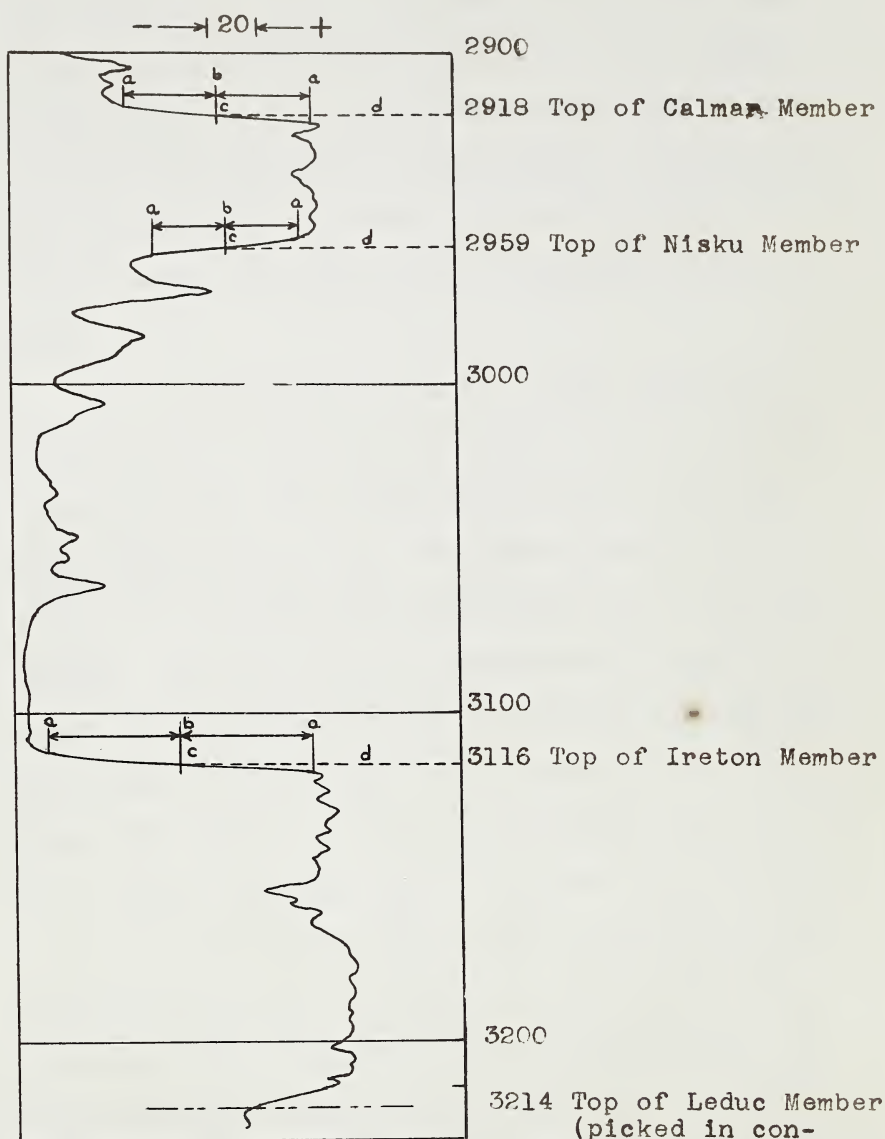 - →|20|← +
2900
a b a
c d 2918 Top of Calmar Member
a b a
c d 2959 Top of Nisku Member
3000
3100
a b a
c d 3116 Top of Ireton Member
3200
3214 Top of Leduc Member
(picked in con-